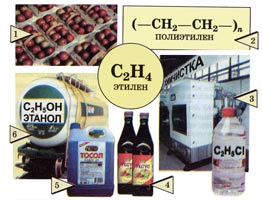 1
(—CH₂—CH₂—)ₙ
ПОЛИЭТИЛЕН
2
C₂H₄
ЭТИЛЕН
ХИМЧИСТКА
3
C₂H₅OH
ЭТАНОЛ
6
C₂H₅Cl
ТОСОЛ
5
4